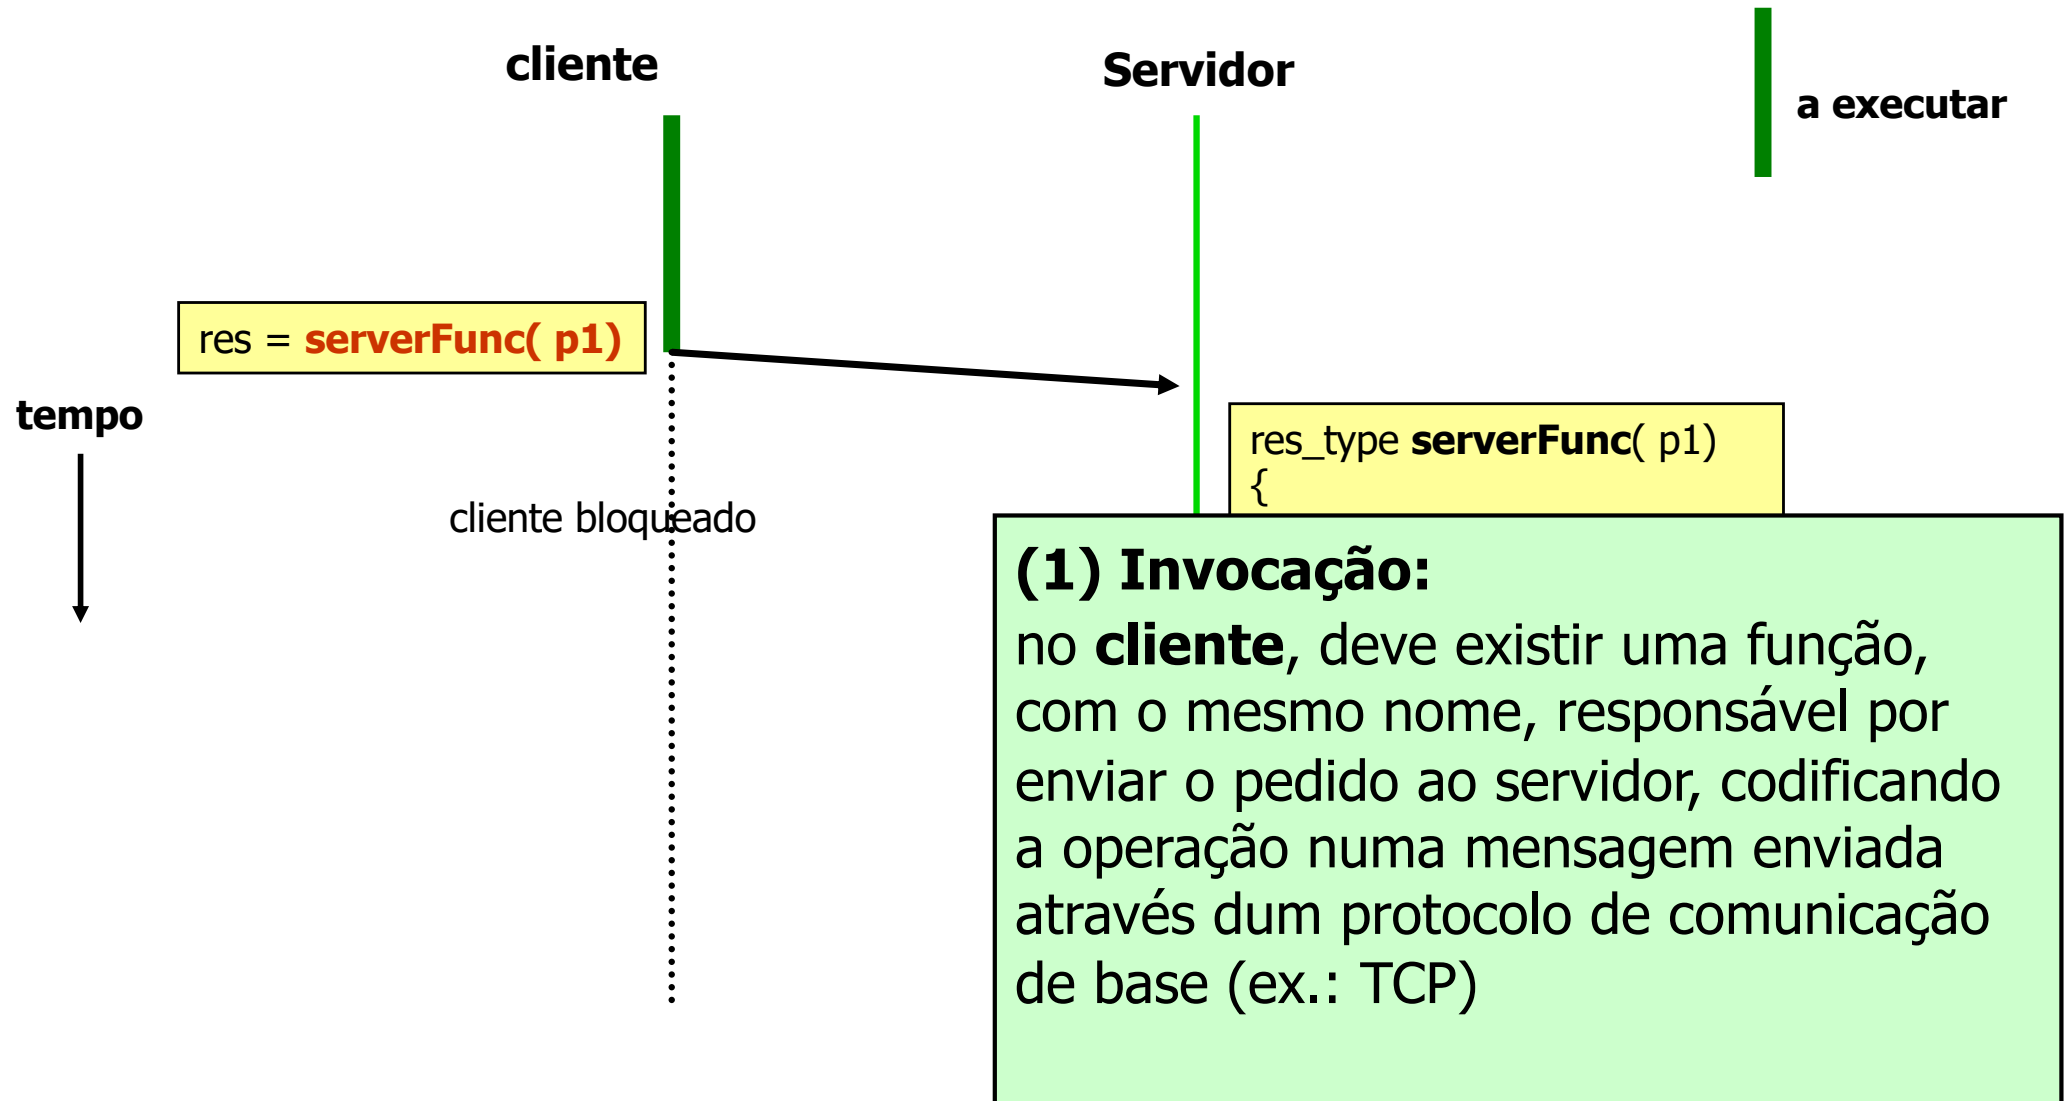 cliente
Servidor
a executar
res = serverFunc( p1)
tempo
res_type serverFunc( p1)
{
cliente bloqueado
(1) Invocação:
no cliente, deve existir uma função,
com o mesmo nome, responsável por
enviar o pedido ao servidor, codificando
a operação numa mensagem enviada
através dum protocolo de comunicação
de base (ex.: TCP)